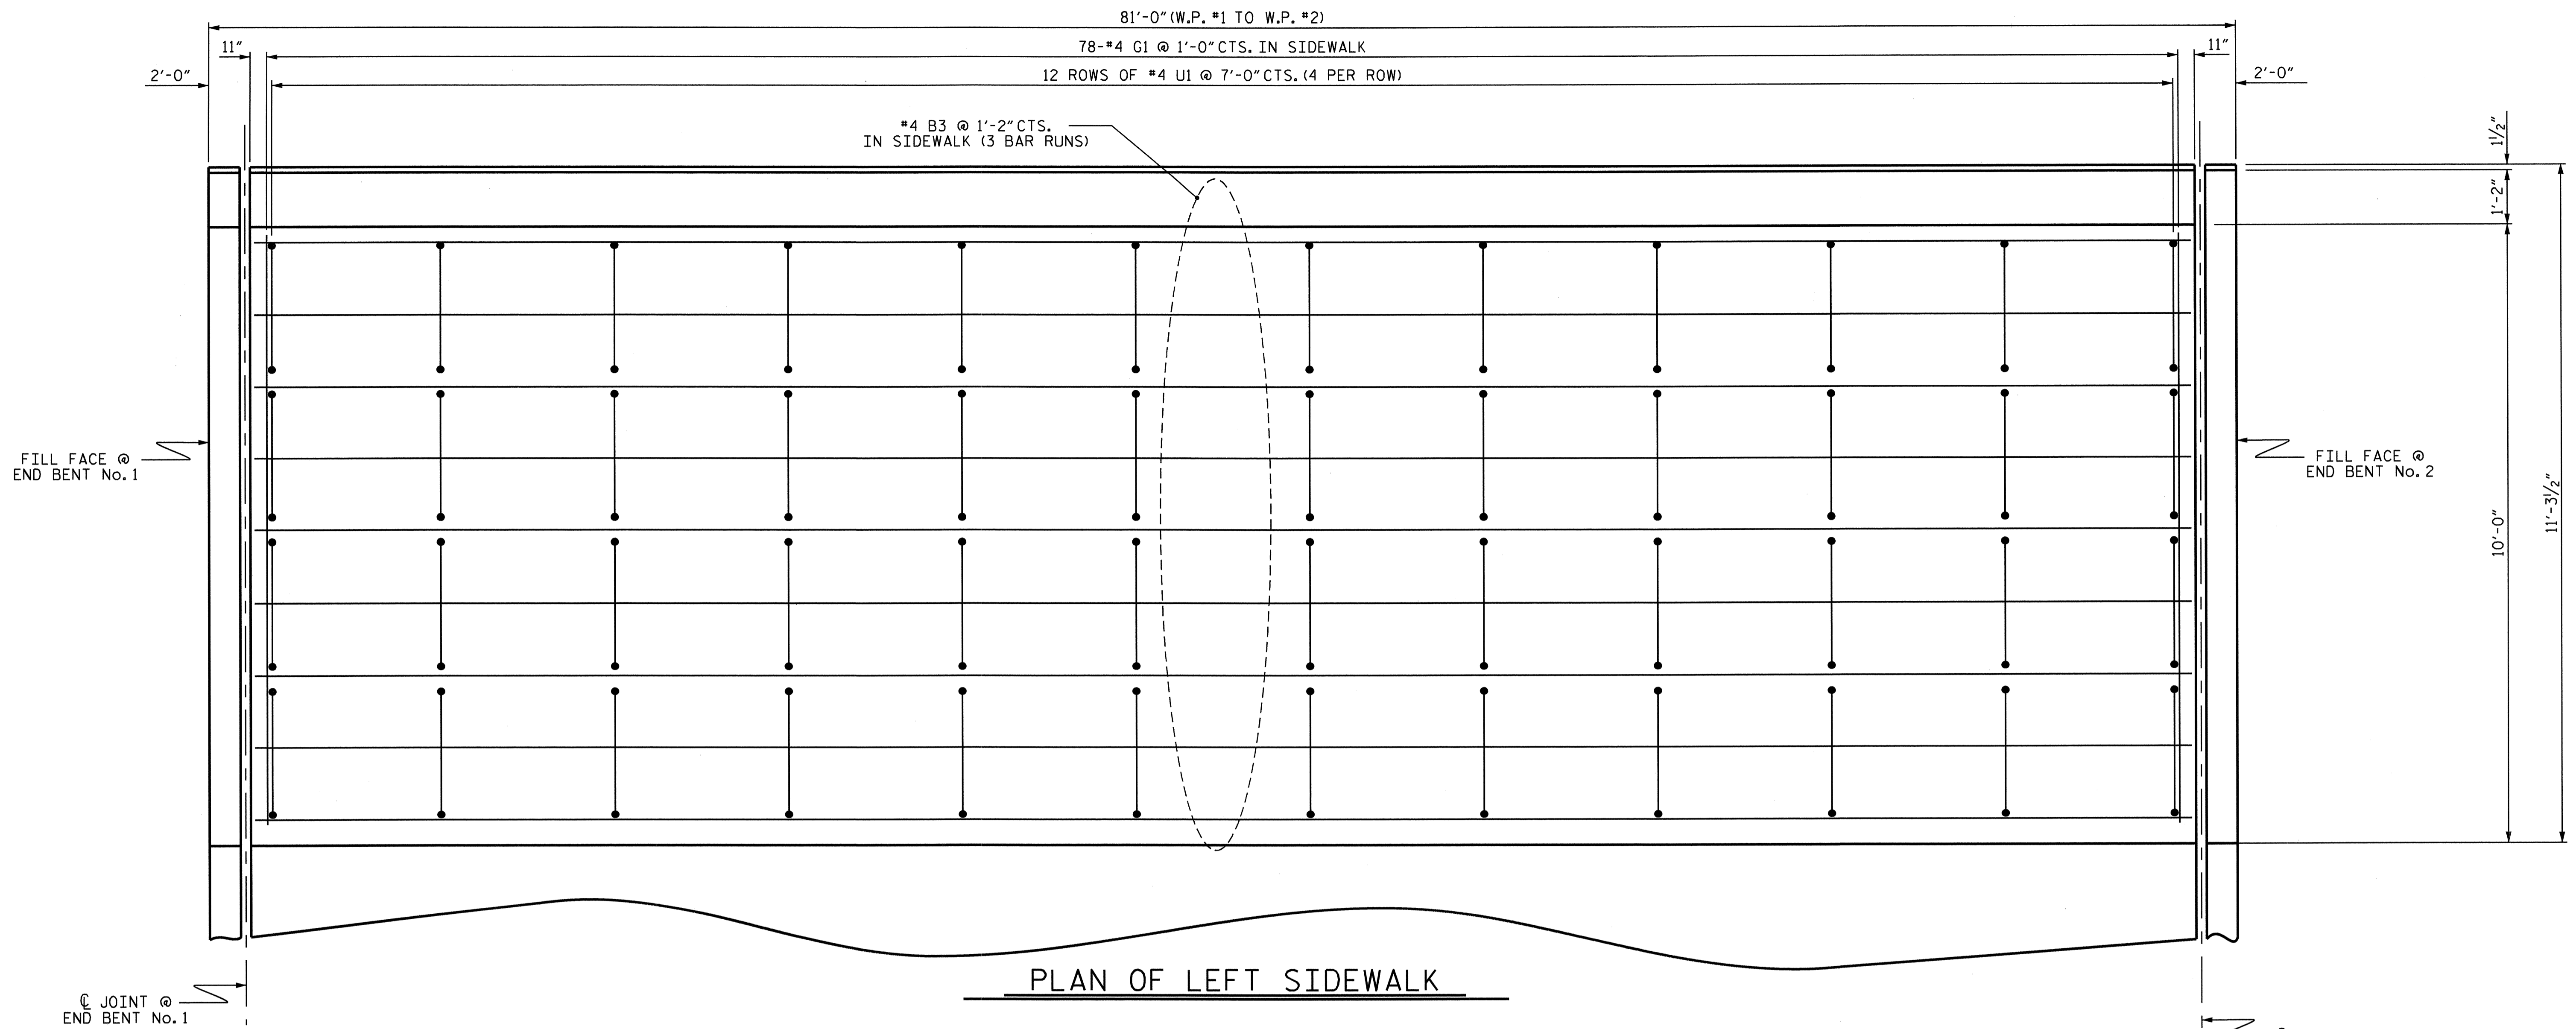 81'-0" (W.P. #1 TO W.P. #2)
11"
78-#4 G1 @ 1'-0" CTS. IN SIDEWALK
11"
2'-0"
12 ROWS OF #4 U1 @ 7'-0" CTS. (4 PER ROW)
2'-0"
#4 B3 @ 1'-2" CTS.
IN SIDEWALK (3 BAR RUNS)
1½"
1'-2"
FILL FACE @
END BENT No. 1
FILL FACE @
END BENT No. 2
10'-0"
11'-3½"
PLAN OF LEFT SIDEWALK
℄ JOINT @
END BENT No. 1